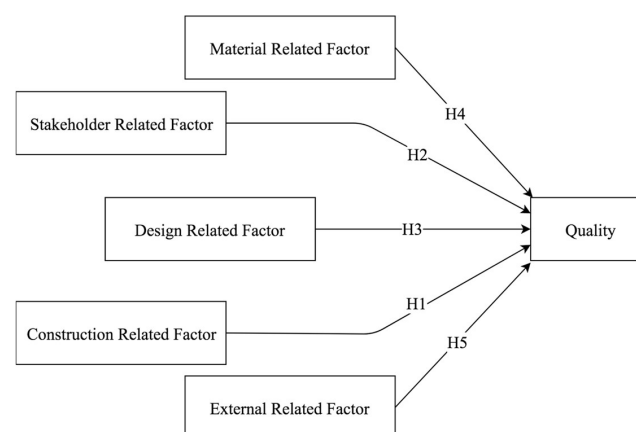 Material Related Factor
H4
Stakeholder Related Factor
H2
Design Related Factor
H3
Quality
H1
Construction Related Factor
H5
External Related Factor